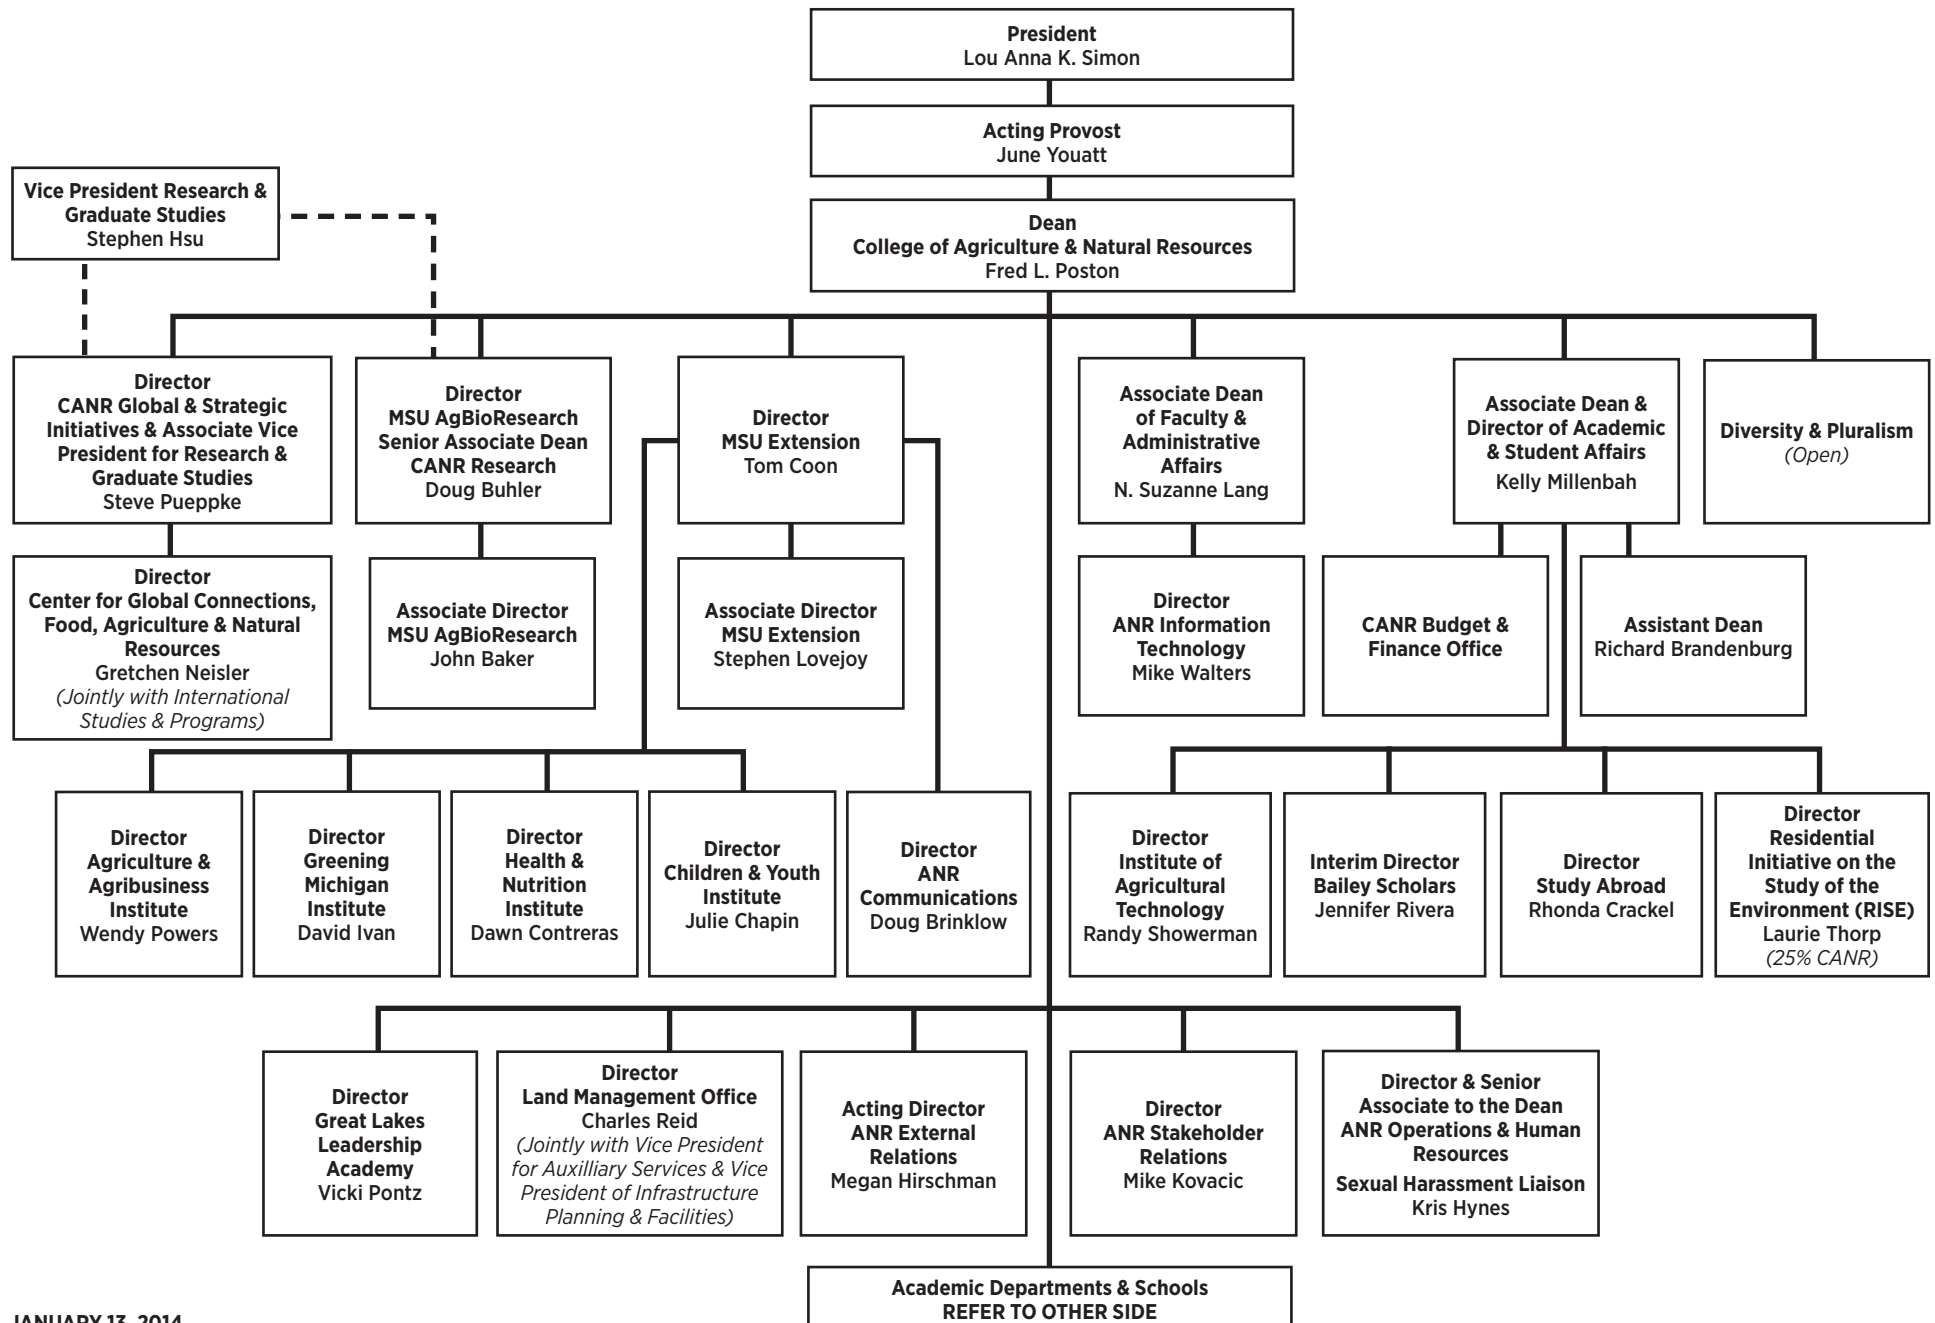 President
Lou Anna K. Simon
Acting Provost
June Youatt
Vice President Research &
Graduate Studies
Stephen Hsu
Dean
College of Agriculture & Natural Resources
Fred L. Poston
Director
CANR Global & Strategic
Initiatives & Associate Vice
President for Research &
Graduate Studies
Steve Pueppke
Director
MSU AgBioResearch
Senior Associate Dean
CANR Research
Doug Buhler
Director
MSU Extension
Tom Coon
Associate Dean
of Faculty &
Administrative
Affairs
N. Suzanne Lang
Associate Dean &
Director of Academic
& Student Affairs
Kelly Millenbah
Diversity & Pluralism
(Open)
Director
Center for Global Connections,
Food, Agriculture & Natural
Resources
Gretchen Neisler
(Jointly with International
Studies & Programs)
Associate Director
MSU AgBioResearch
John Baker
Associate Director
MSU Extension
Stephen Lovejoy
Director
ANR Information
Technology
Mike Walters
CANR Budget &
Finance Office
Assistant Dean
Richard Brandenburg
Director
Agriculture &
Agribusiness
Institute
Wendy Powers
Director
Greening
Michigan
Institute
David Ivan
Director
Health &
Nutrition
Institute
Dawn Contreras
Director
Children & Youth
Institute
Julie Chapin
Director
ANR
Communications
Doug Brinklow
Director
Institute of
Agricultural
Technology
Randy Showerman
Interim Director
Bailey Scholars
Jennifer Rivera
Director
Study Abroad
Rhonda Crackel
Director
Residential
Initiative on the
Study of the
Environment (RISE)
Laurie Thorp
(25% CANR)
Director
Great Lakes
Leadership
Academy
Vicki Pontz
Director
Land Management Office
Charles Reid
(Jointly with Vice President
for Auxilliary Services & Vice
President of Infrastructure
Planning & Facilities)
Acting Director
ANR External
Relations
Megan Hirschman
Director
ANR Stakeholder
Relations
Mike Kovacic
Director & Senior
Associate to the Dean
ANR Operations & Human
Resources
Sexual Harassment Liaison
Kris Hynes
Academic Departments & Schools
REFER TO OTHER SIDE
JANUARY 13, 2014